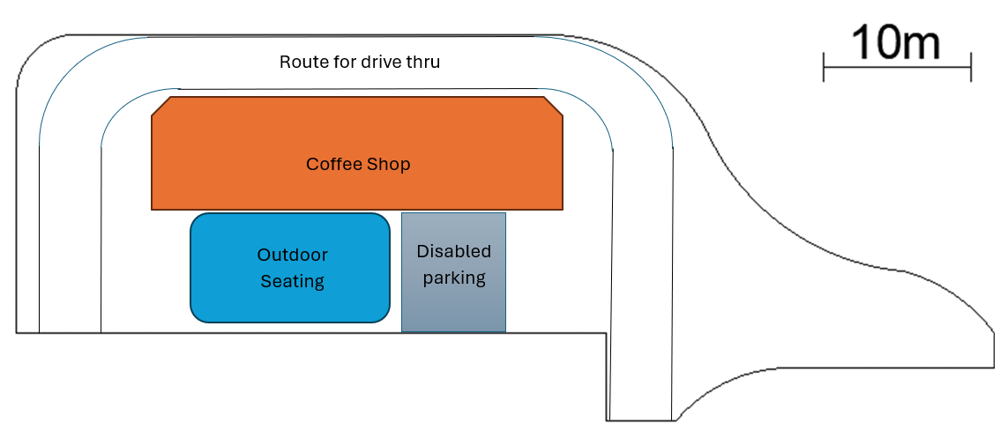 10m
Route for drive thru
Coffee Shop
Outdoor
Seating
Disabled
parking